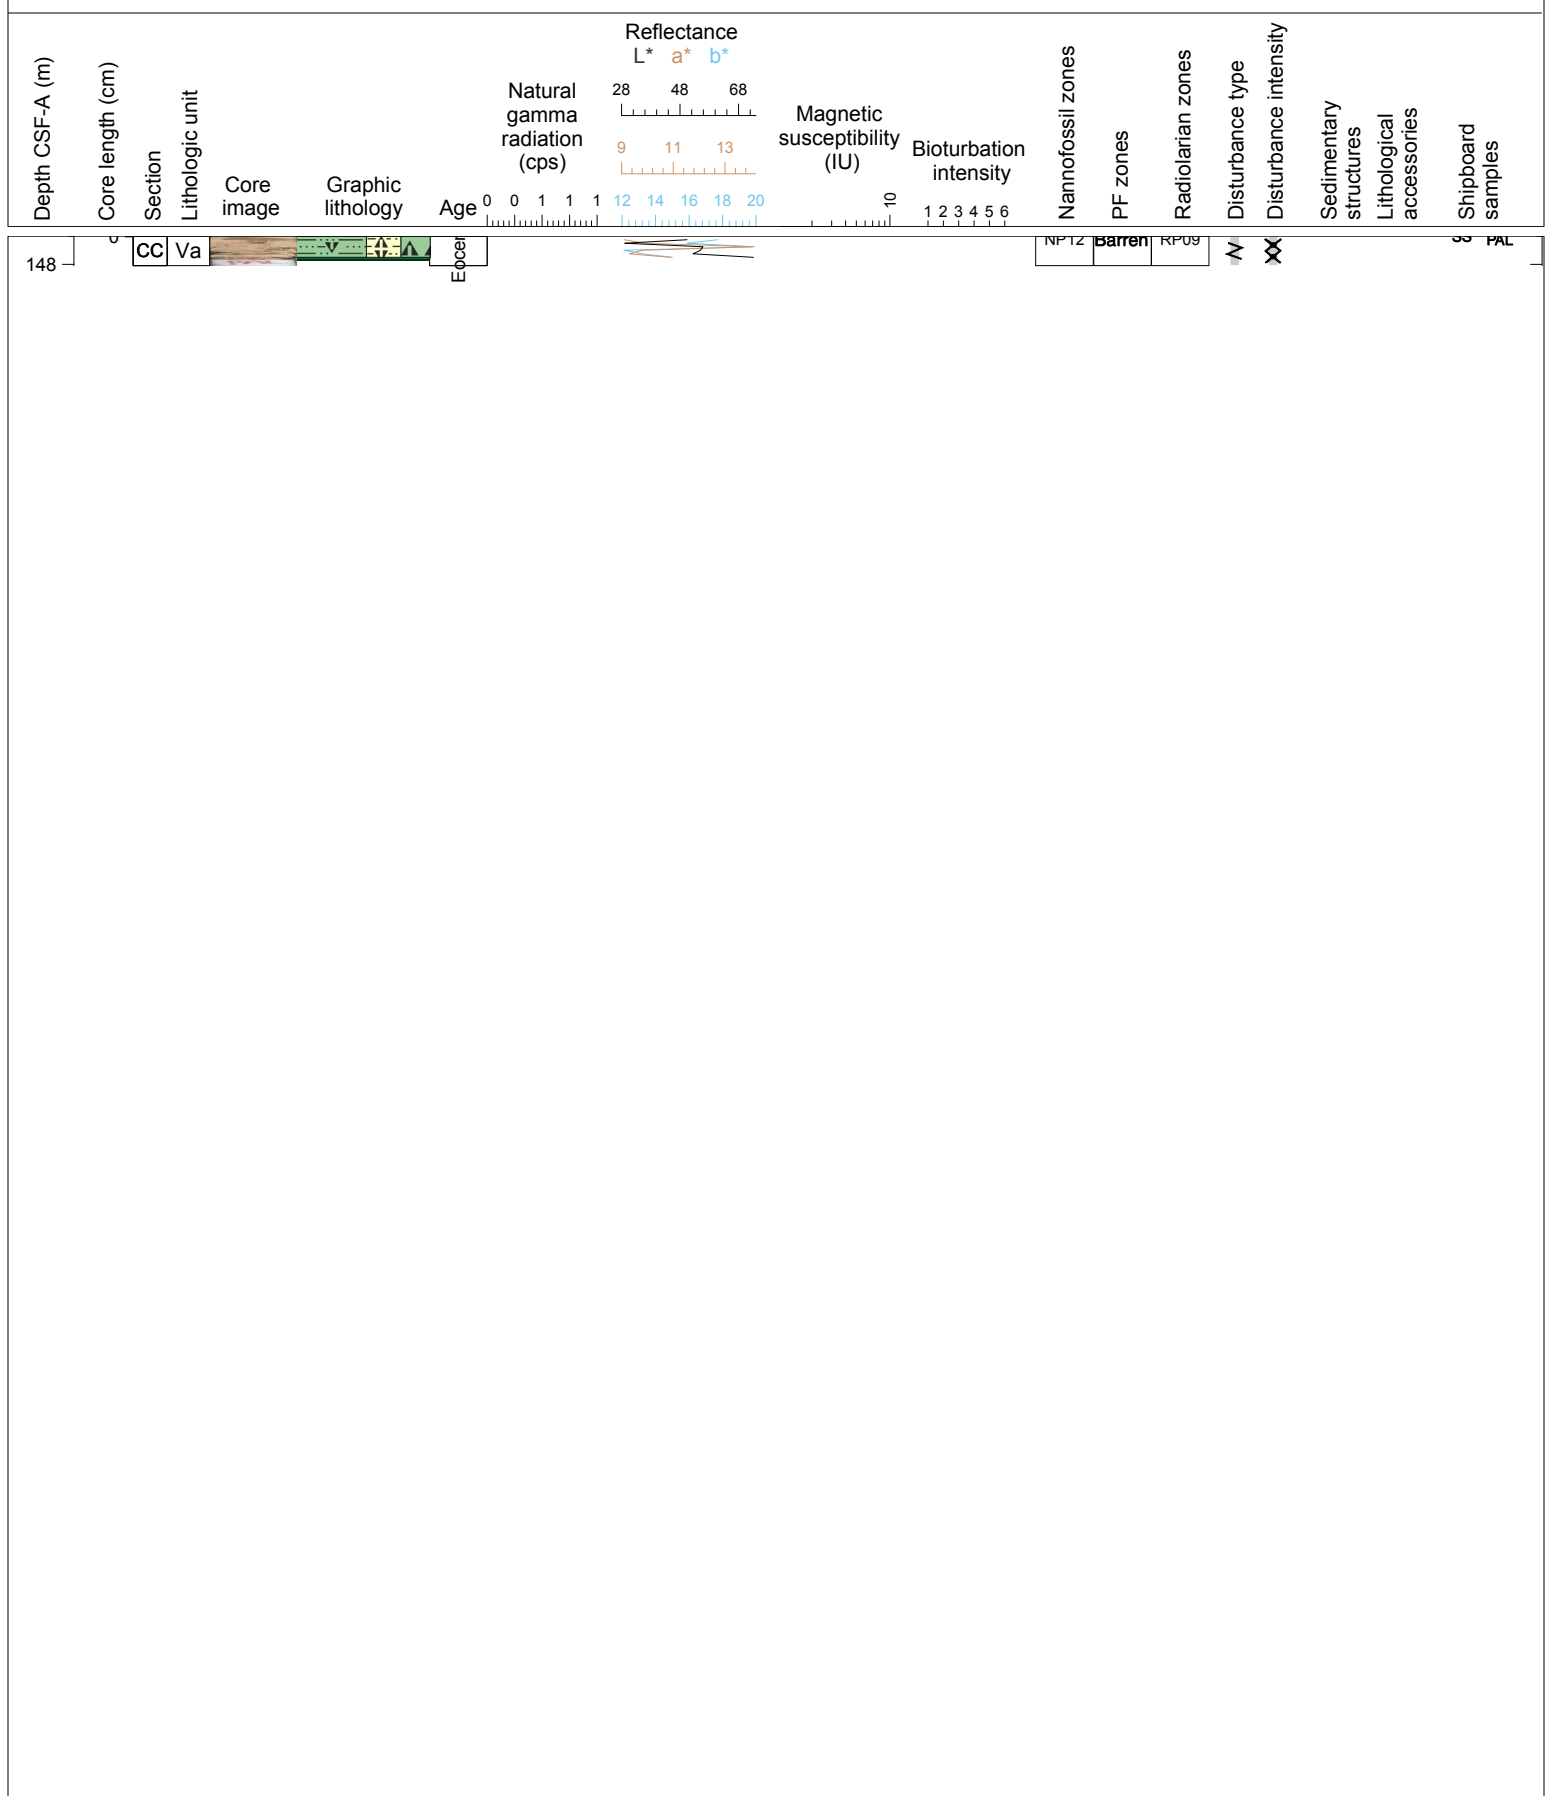 Depth CSF-A (m)
Core length (cm)
Section
Lithologic unit
Core
image
Graphic
lithology
Age
Natural
gamma
radiation
(cps)
0 0 1 1 1
Reflectance
L* a* b*
28 48 68
9 11 13
12 14 16 18 20
Magnetic
susceptibility
(IU)
10
Bioturbation
intensity
1 2 3 4 5 6
Nannofossil zones
PF zones
Radiolarian zones
Disturbance type
Disturbance intensity
Sedimentary
structures
Lithological
accessories
Shipboard
samples
148
CC
Va
NP12
Barren
RP09
PAL